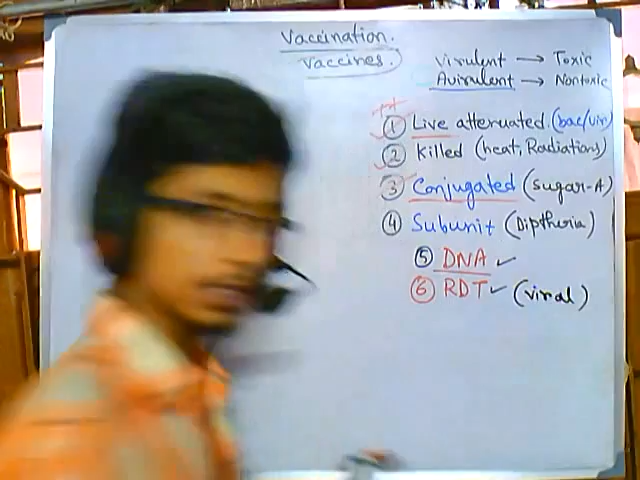 Vaccination.
Vaccines.
Virulent → Toxic
Avirulent → Nontoxic
++
① Live attenuated. (bac/vir)
② Killed (heat, Radiations)
③ Conjugated (sugar-A)
④ Subunit (Diptheria)
⑤ DNA ✓
⑥ RDT ✓ (viral)